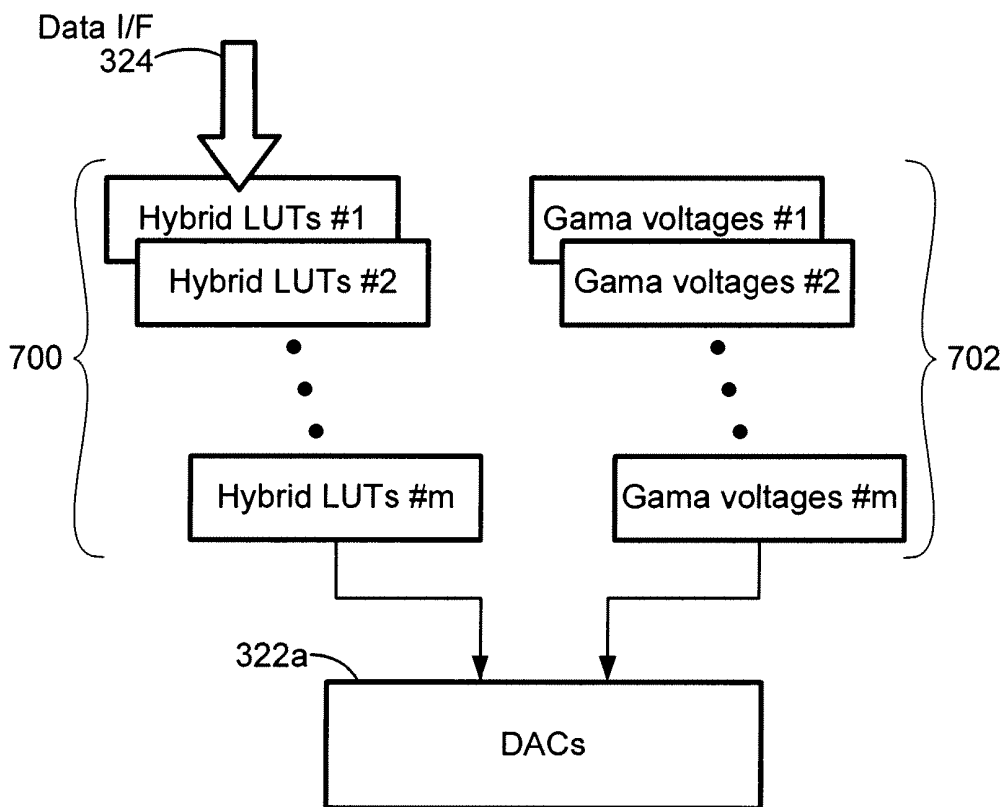 Data I/F
324
Hybrid LUTs #1
Gama voltages #1
Hybrid LUTs #2
Gama voltages #2
700
702
Hybrid LUTs #m
Gama voltages #m
322a
DACs